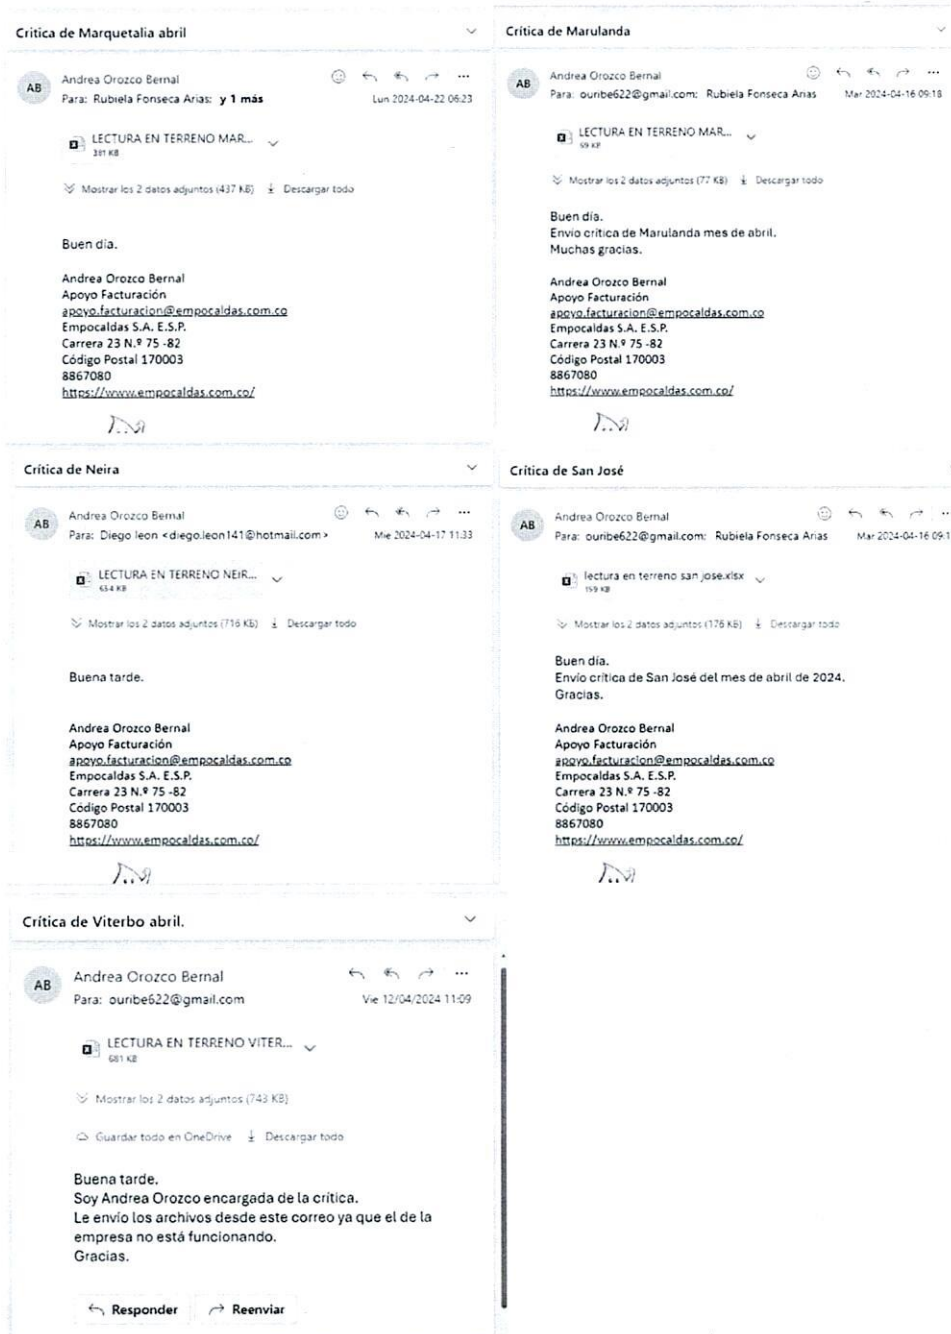 Crítica de Marquetalia abril
AB
Andrea Orozco Bernal
Para: Rubiela Fonseca Arias; y 1 más
Lun 2024-04-22 06:23
LECTURA EN TERRENO MAR...
381 KB
Mostrar los 2 datos adjuntos (437 KB) Descargar todo
Buen día.
Andrea Orozco Bernal
Apoyo Facturación
apoyo.facturacion@empocaldas.com.co
Empocaldas S.A. E.S.P.
Carrera 23 N.º 75 -82
Código Postal 170003
8867080
https://www.empocaldas.com.co/
Crítica de Marulanda
AB
Andrea Orozco Bernal
Para: ouribe622@gmail.com; Rubiela Fonseca Arias
Mar 2024-04-16 09:18
LECTURA EN TERRENO MAR...
69 KB
Mostrar los 2 datos adjuntos (77 KB) Descargar todo
Buen día.
Envío crítica de Marulanda mes de abril.
Muchas gracias.
Andrea Orozco Bernal
Apoyo Facturación
apoyo.facturacion@empocaldas.com.co
Empocaldas S.A. E.S.P.
Carrera 23 N.º 75 -82
Código Postal 170003
8867080
https://www.empocaldas.com.co/
Crítica de Neira
AB
Andrea Orozco Bernal
Para: Diego leon <diego.leon141@hotmail.com>
Mie 2024-04-17 11:33
LECTURA EN TERRENO NEIR...
654 KB
Mostrar los 2 datos adjuntos (716 KB) Descargar todo
Buena tarde.
Andrea Orozco Bernal
Apoyo Facturación
apoyo.facturacion@empocaldas.com.co
Empocaldas S.A. E.S.P.
Carrera 23 N.º 75 -82
Código Postal 170003
8867080
https://www.empocaldas.com.co/
Crítica de San José
AB
Andrea Orozco Bernal
Para: ouribe622@gmail.com; Rubiela Fonseca Arias
Mar 2024-04-16 09:1
lectura en terreno san jose.xlsx
159 KB
Mostrar los 2 datos adjuntos (176 KB) Descargar todo
Buen día.
Envío crítica de San José del mes de abril de 2024.
Gracias.
Andrea Orozco Bernal
Apoyo Facturación
apoyo.facturacion@empocaldas.com.co
Empocaldas S.A. E.S.P.
Carrera 23 N.º 75 -82
Código Postal 170003
8867080
https://www.empocaldas.com.co/
Crítica de Viterbo abril.
AB
Andrea Orozco Bernal
Para: ouribe622@gmail.com
Vie 12/04/2024 11:09
LECTURA EN TERRENO VITER...
681 KB
Mostrar los 2 datos adjuntos (743 KB)
Guardar todo en OneDrive Descargar todo
Buena tarde.
Soy Andrea Orozco encargada de la crítica.
Le envío los archivos desde este correo ya que el de la
empresa no está funcionando.
Gracias.
Responder Reenviar